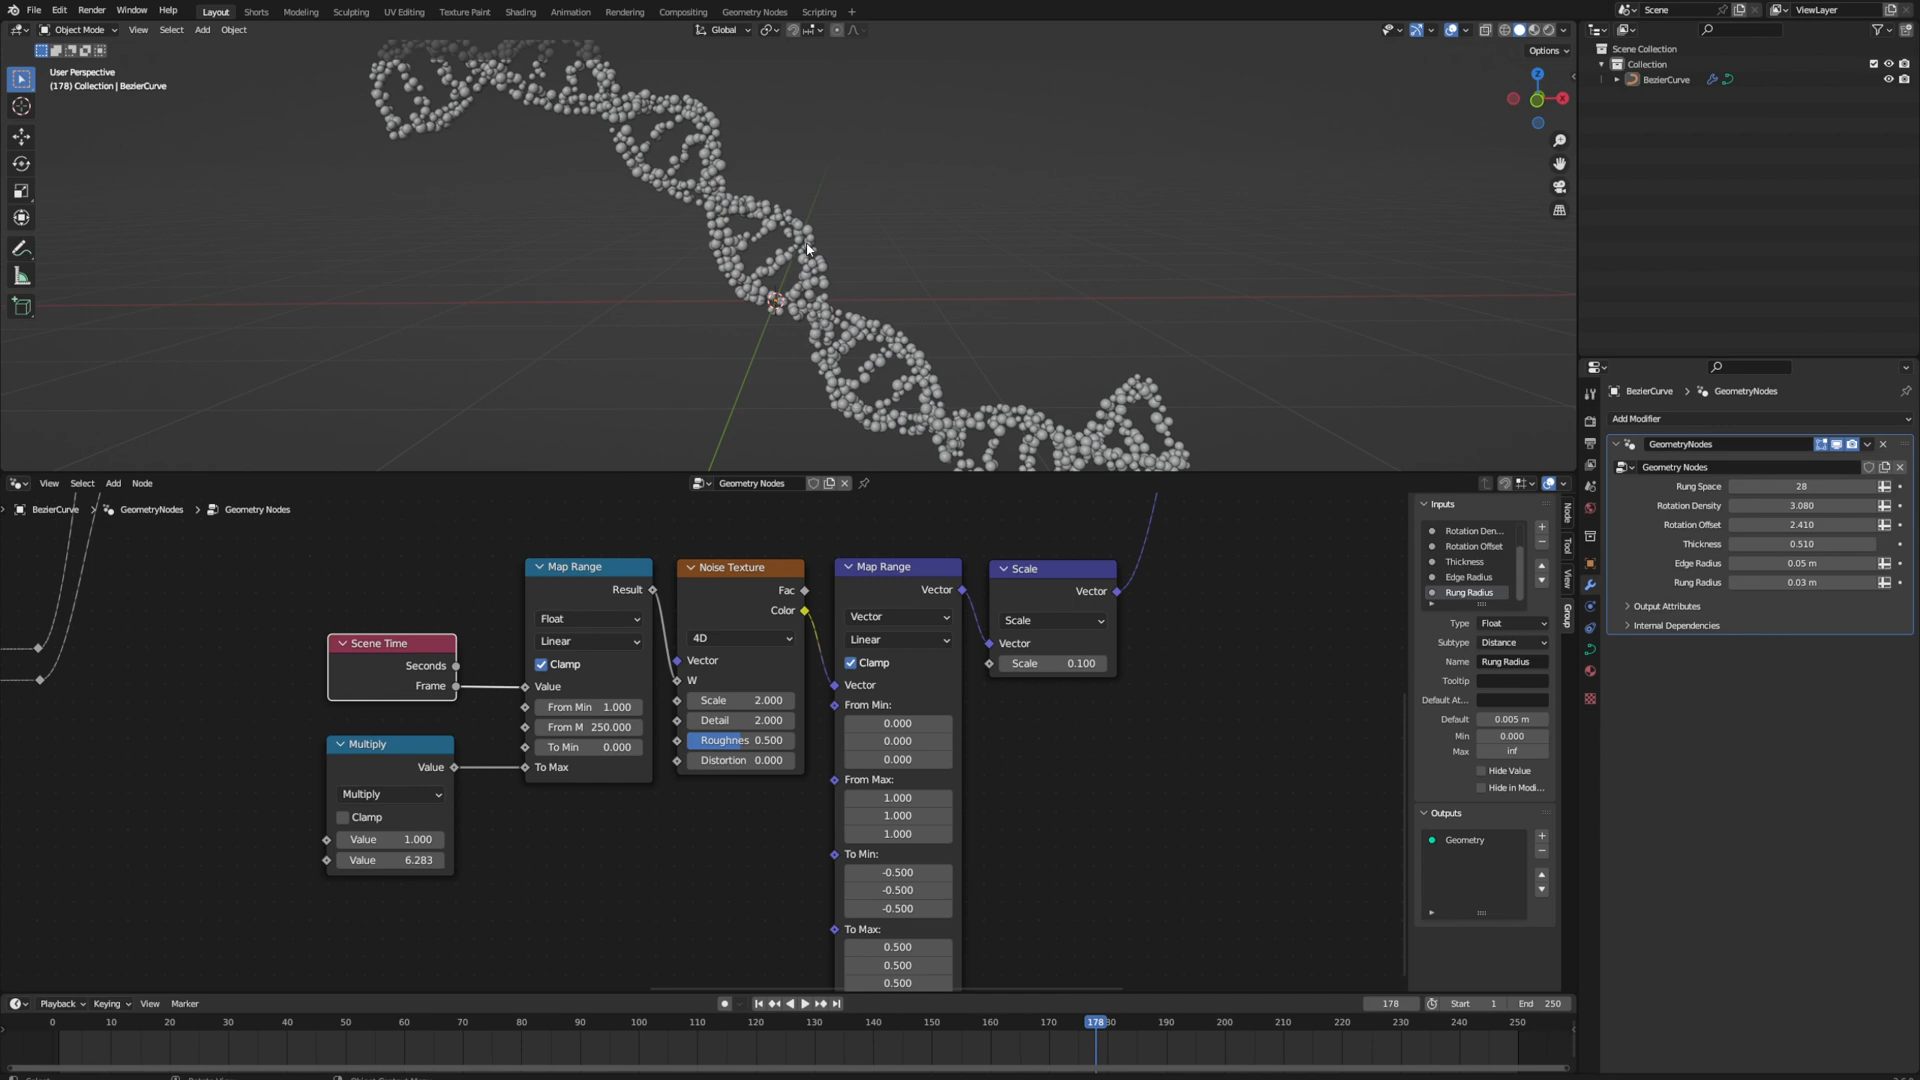 File Edit Render Window Help Layout Shorts Modeling Sculpting UV Editing Texture Paint Shading Animation Rendering Compositing Geometry Nodes Scripting + Scene ViewLayer
Object Mode View Select Add Object Global
Options
User Perspective
(178) Collection | BezierCurve
Z
X
Scene Collection
Collection
BezierCurve
BezierCurve > GeometryNodes
Add Modifier
GeometryNodes
Geometry Nodes
Rung Space 28
Rotation Density 3.080
Rotation Offset 2.410
Thickness 0.510
Edge Radius 0.05 m
Rung Radius 0.03 m
Output Attributes
Internal Dependencies
View Select Add Node Geometry Nodes
BezierCurve > GeometryNodes > Geometry Nodes
Scene Time
Seconds
Frame
Multiply
Value
Multiply
Clamp
Value 1.000
Value 6.283
Map Range
Result
Float
Linear
Clamp
Value
From Min 1.000
From M 250.000
To Min 0.000
To Max
Noise Texture
Fac
Color
4D
Vector
W
Scale 2.000
Detail 2.000
Roughnes 0.500
Distortion 0.000
Map Range
Vector
Vector
Linear
Clamp
Vector
From Min:
0.000
0.000
0.000
From Max:
1.000
1.000
1.000
To Min:
-0.500
-0.500
-0.500
To Max:
0.500
0.500
0.500
Scale
Vector
Scale
Vector
Scale 0.100
Inputs
Rotation Den...
Rotation Offset
Thickness
Edge Radius
Rung Radius
Type Float
Subtype Distance
Name Rung Radius
Tooltip
Default At...
Default 0.005 m
Min 0.000
Max inf
Hide Value
Hide in Modi...
Outputs
Geometry
Node
Tool
View
Group
Playback Keying View Marker 178 Start 1 End 250
0 10 20 30 40 50 60 70 80 90 100 110 120 130 140 150 160 170 178 190 200 210 220 230 240 250